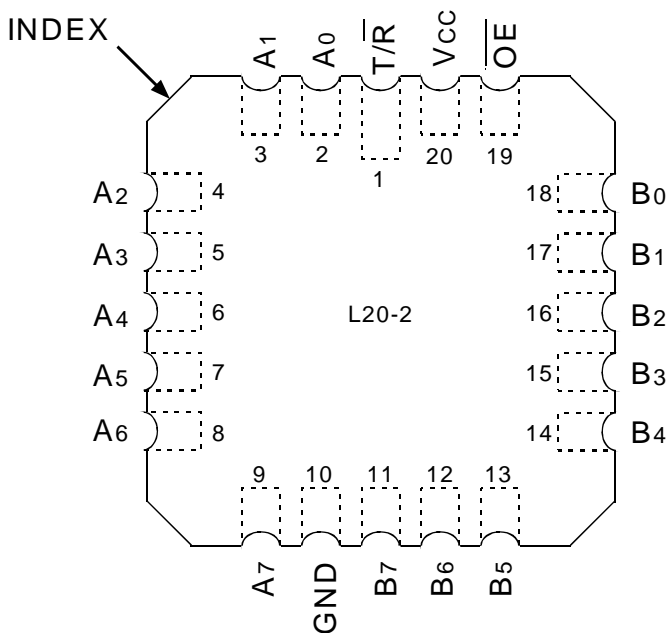 INDEX
A1 A0 T/R̅ VCC O̅E̅
3 2 1 20 19
A2 4 18 B0
A3 5 17 B1
A4 6 L20-2 16 B2
A5 7 15 B3
A6 8 14 B4
9 10 11 12 13
A7 GND B7 B6 B5